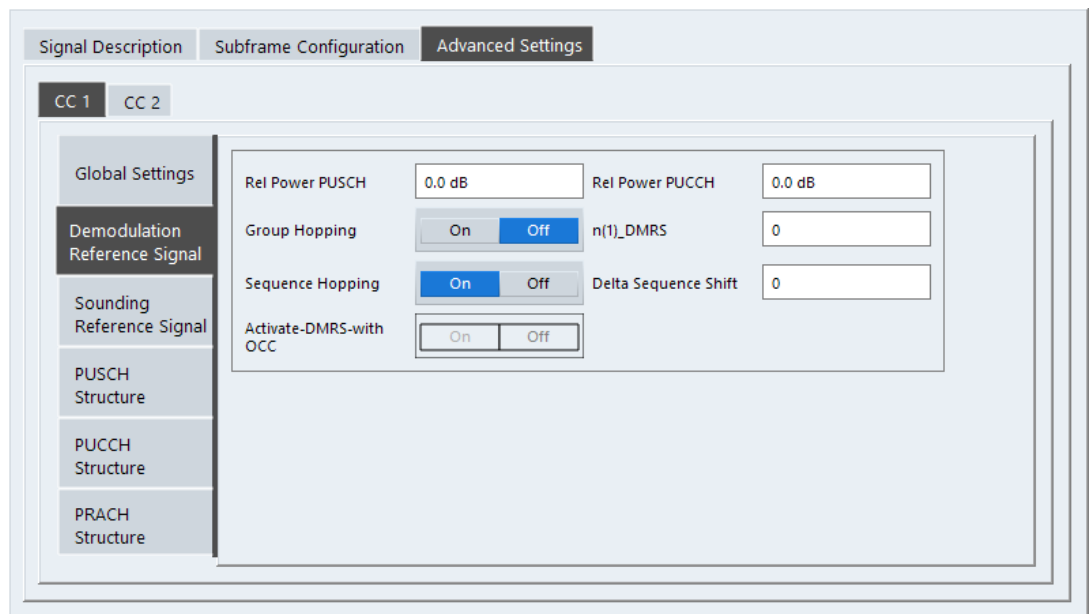 Signal Description Subframe Configuration Advanced Settings
CC 1 CC 2
Global Settings
Demodulation
Reference Signal
Sounding
Reference Signal
PUSCH
Structure
PUCCH
Structure
PRACH
Structure
Rel Power PUSCH 0.0 dB Rel Power PUCCH 0.0 dB
Group Hopping On Off n(1)_DMRS 0
Sequence Hopping On Off Delta Sequence Shift 0
Activate-DMRS-with
OCC On Off